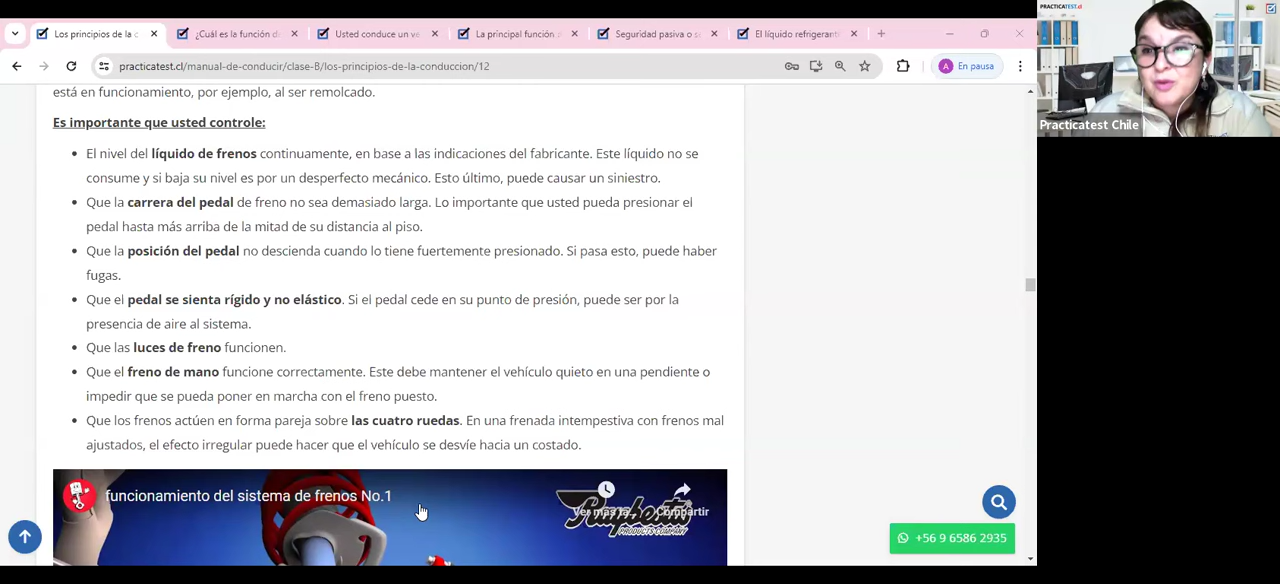 Los principios de la c
¿Cuál es la función de
Usted conduce un ve
La principal función
Seguridad pasiva o s
El líquido refrigeran
practicatest.cl/manual-de-conducir/clase-B/los-principios-de-la-conduccion/12
A En pausa
PRACTICATEST.cl
Practicatest Chile
está en funcionamiento, por ejemplo, al ser remolcado.
Es importante que usted controle:
El nivel del líquido de frenos continuamente, en base a las indicaciones del fabricante. Este líquido no se
consume y si baja su nivel es por un desperfecto mecánico. Esto último, puede causar un siniestro.
Que la carrera del pedal de freno no sea demasiado larga. Lo importante que usted pueda presionar el
pedal hasta más arriba de la mitad de su distancia al piso.
Que la posición del pedal no descienda cuando lo tiene fuertemente presionado. Si pasa esto, puede haber
fugas.
Que el pedal se sienta rígido y no elástico. Si el pedal cede en su punto de presión, puede ser por la
presencia de aire al sistema.
Que las luces de freno funcionen.
Que el freno de mano funcione correctamente. Este debe mantener el vehículo quieto en una pendiente o
impedir que se pueda poner en marcha con el freno puesto.
Que los frenos actúen en forma pareja sobre las cuatro ruedas. En una frenada intempestiva con frenos mal
ajustados, el efecto irregular puede hacer que el vehículo se desvíe hacia un costado.
funcionamiento del sistema de frenos No.1
Raybestos
PRODUCTS COMPANY
Ver más ta... Compartir
+56 9 6586 2935